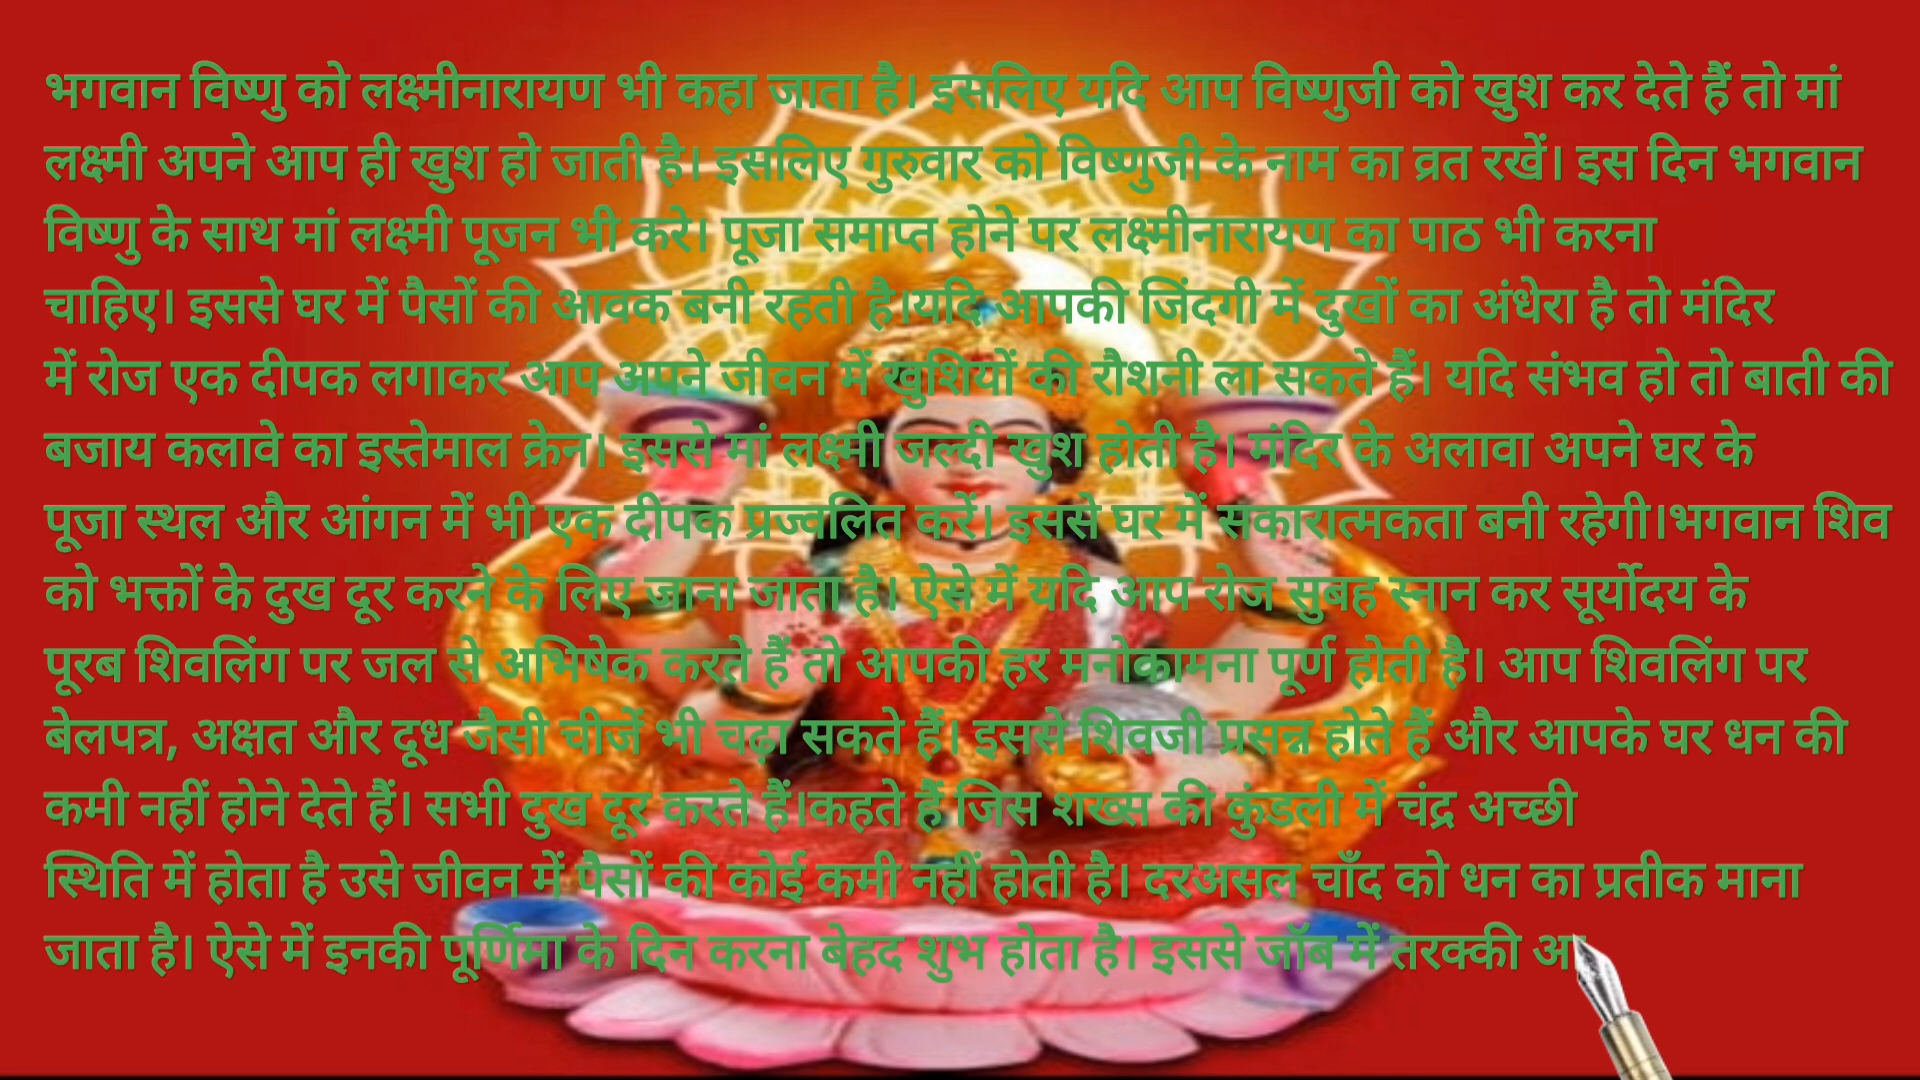 भगवान विष्णु को लक्ष्मीनारायण भी कहा जाता है। इसलिए यदि आप विष्णुजी को खुश कर देते हैं तो मां
लक्ष्मी अपने आप ही खुश हो जाती है। इसलिए गुरुवार को विष्णुजी के नाम का व्रत रखें। इस दिन भगवान
विष्णु के साथ मां लक्ष्मी पूजन भी करे। पूजा समाप्त होने पर लक्ष्मीनारायण का पाठ भी करना
चाहिए। इससे घर में पैसों की आवक बनी रहती है।यदि आपकी जिंदगी में दुखों का अंधेरा है तो मंदिर
में रोज एक दीपक लगाकर आप अपने जीवन में खुशियों की रौशनी ला सकते हैं। यदि संभव हो तो बाती की
बजाय कलावे का इस्तेमाल क्रेन। इससे मां लक्ष्मी जल्दी खुश होती है। मंदिर के अलावा अपने घर के
पूजा स्थल और आंगन में भी एक दीपक प्रज्वलित करें। इससे घर में सकारात्मकता बनी रहेगी।भगवान शिव
को भक्तों के दुख दूर करने के लिए जाना जाता है। ऐसे में यदि आप रोज सुबह स्नान कर सूर्योदय के
पूरब शिवलिंग पर जल से अभिषेक करते हैं तो आपकी हर मनोकामना पूर्ण होती है। आप शिवलिंग पर
बेलपत्र, अक्षत और दूध जैसी चीजें भी चढ़ा सकते हैं। इससे शिवजी प्रसन्न होते हैं और आपके घर धन की
कमी नहीं होने देते हैं। सभी दुख दूर करते हैं।कहते हैं जिस शख्स की कुंडली में चंद्र अच्छी
स्थिति में होता है उसे जीवन में पैसों की कोई कमी नहीं होती है। दरअसल चाँद को धन का प्रतीक माना
जाता है। ऐसे में इनकी पूर्णिमा के दिन करना बेहद शुभ होता है। इससे जॉब में तरक्की